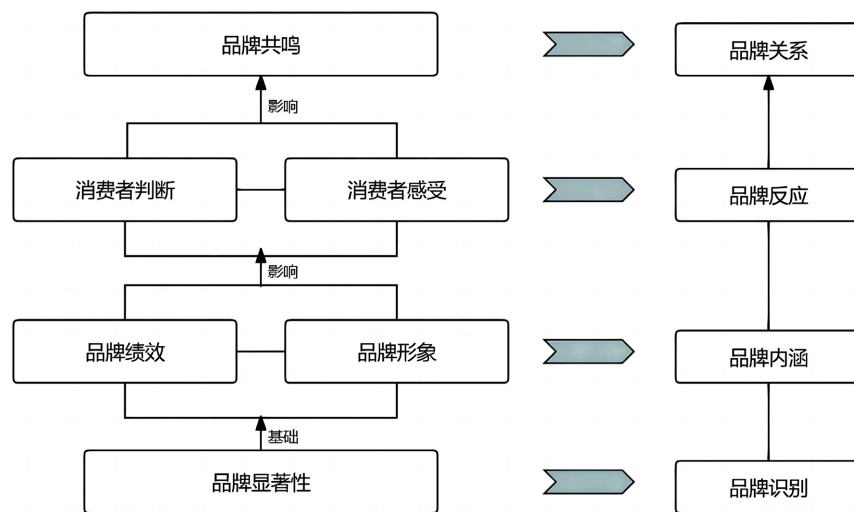 品牌共鸣
品牌关系
影响
消费者判断
消费者感受
品牌反应
影响
品牌绩效
品牌形象
品牌内涵
基础
品牌显著性
品牌识别